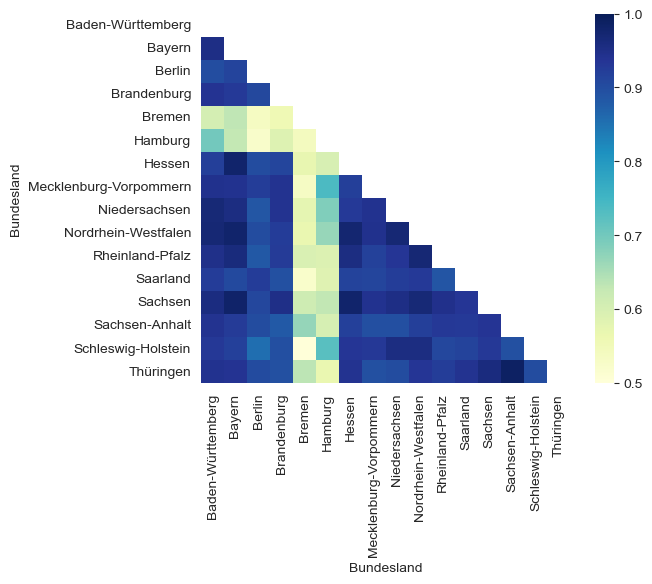 Baden-Württemberg
Bayern
Berlin
Brandenburg
Bremen
Hamburg
Hessen
Mecklenburg-Vorpommern
Niedersachsen
Nordrhein-Westfalen
Rheinland-Pfalz
Saarland
Sachsen
Sachsen-Anhalt
Schleswig-Holstein
Thüringen
Bundesland
Baden-Württemberg
Bayern
Berlin
Brandenburg
Bremen
Hamburg
Hessen
Mecklenburg-Vorpommern
Niedersachsen
Nordrhein-Westfalen
Rheinland-Pfalz
Saarland
Sachsen
Sachsen-Anhalt
Schleswig-Holstein
Thüringen
Bundesland
1.0
0.9
0.8
0.7
0.6
0.5